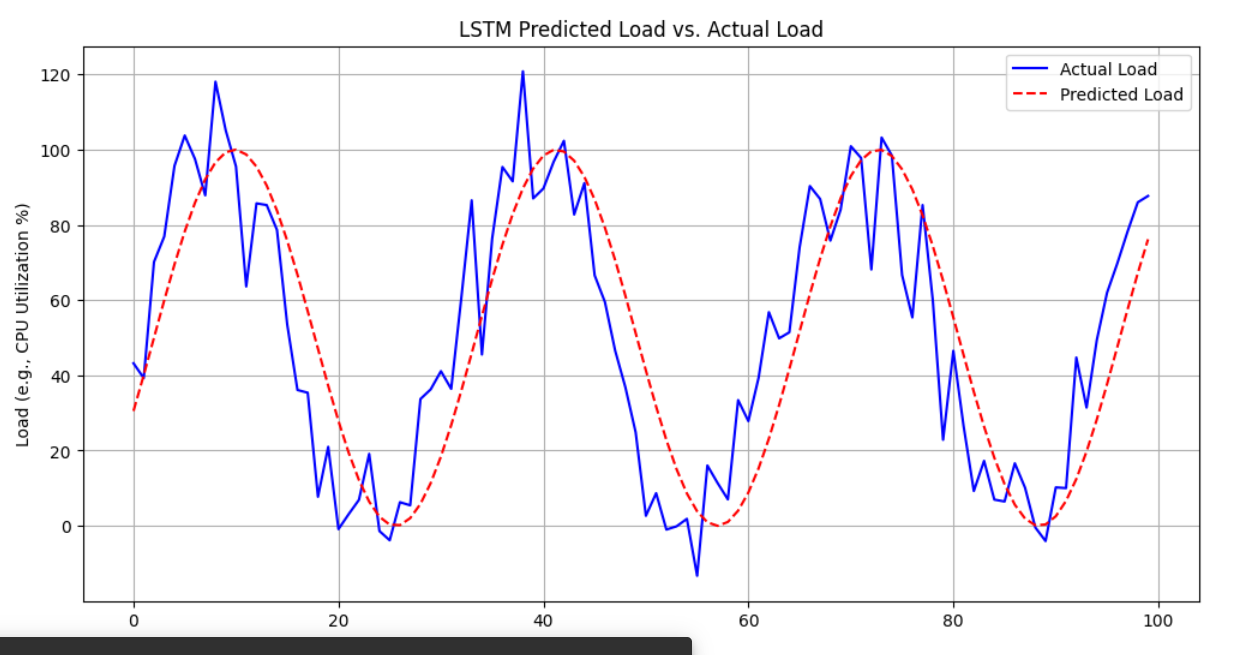 LSTM Predicted Load vs. Actual Load
Actual Load
Predicted Load
Load (e.g., CPU Utilization %)
120
100
80
60
40
20
0
0 20 40 60 80 100